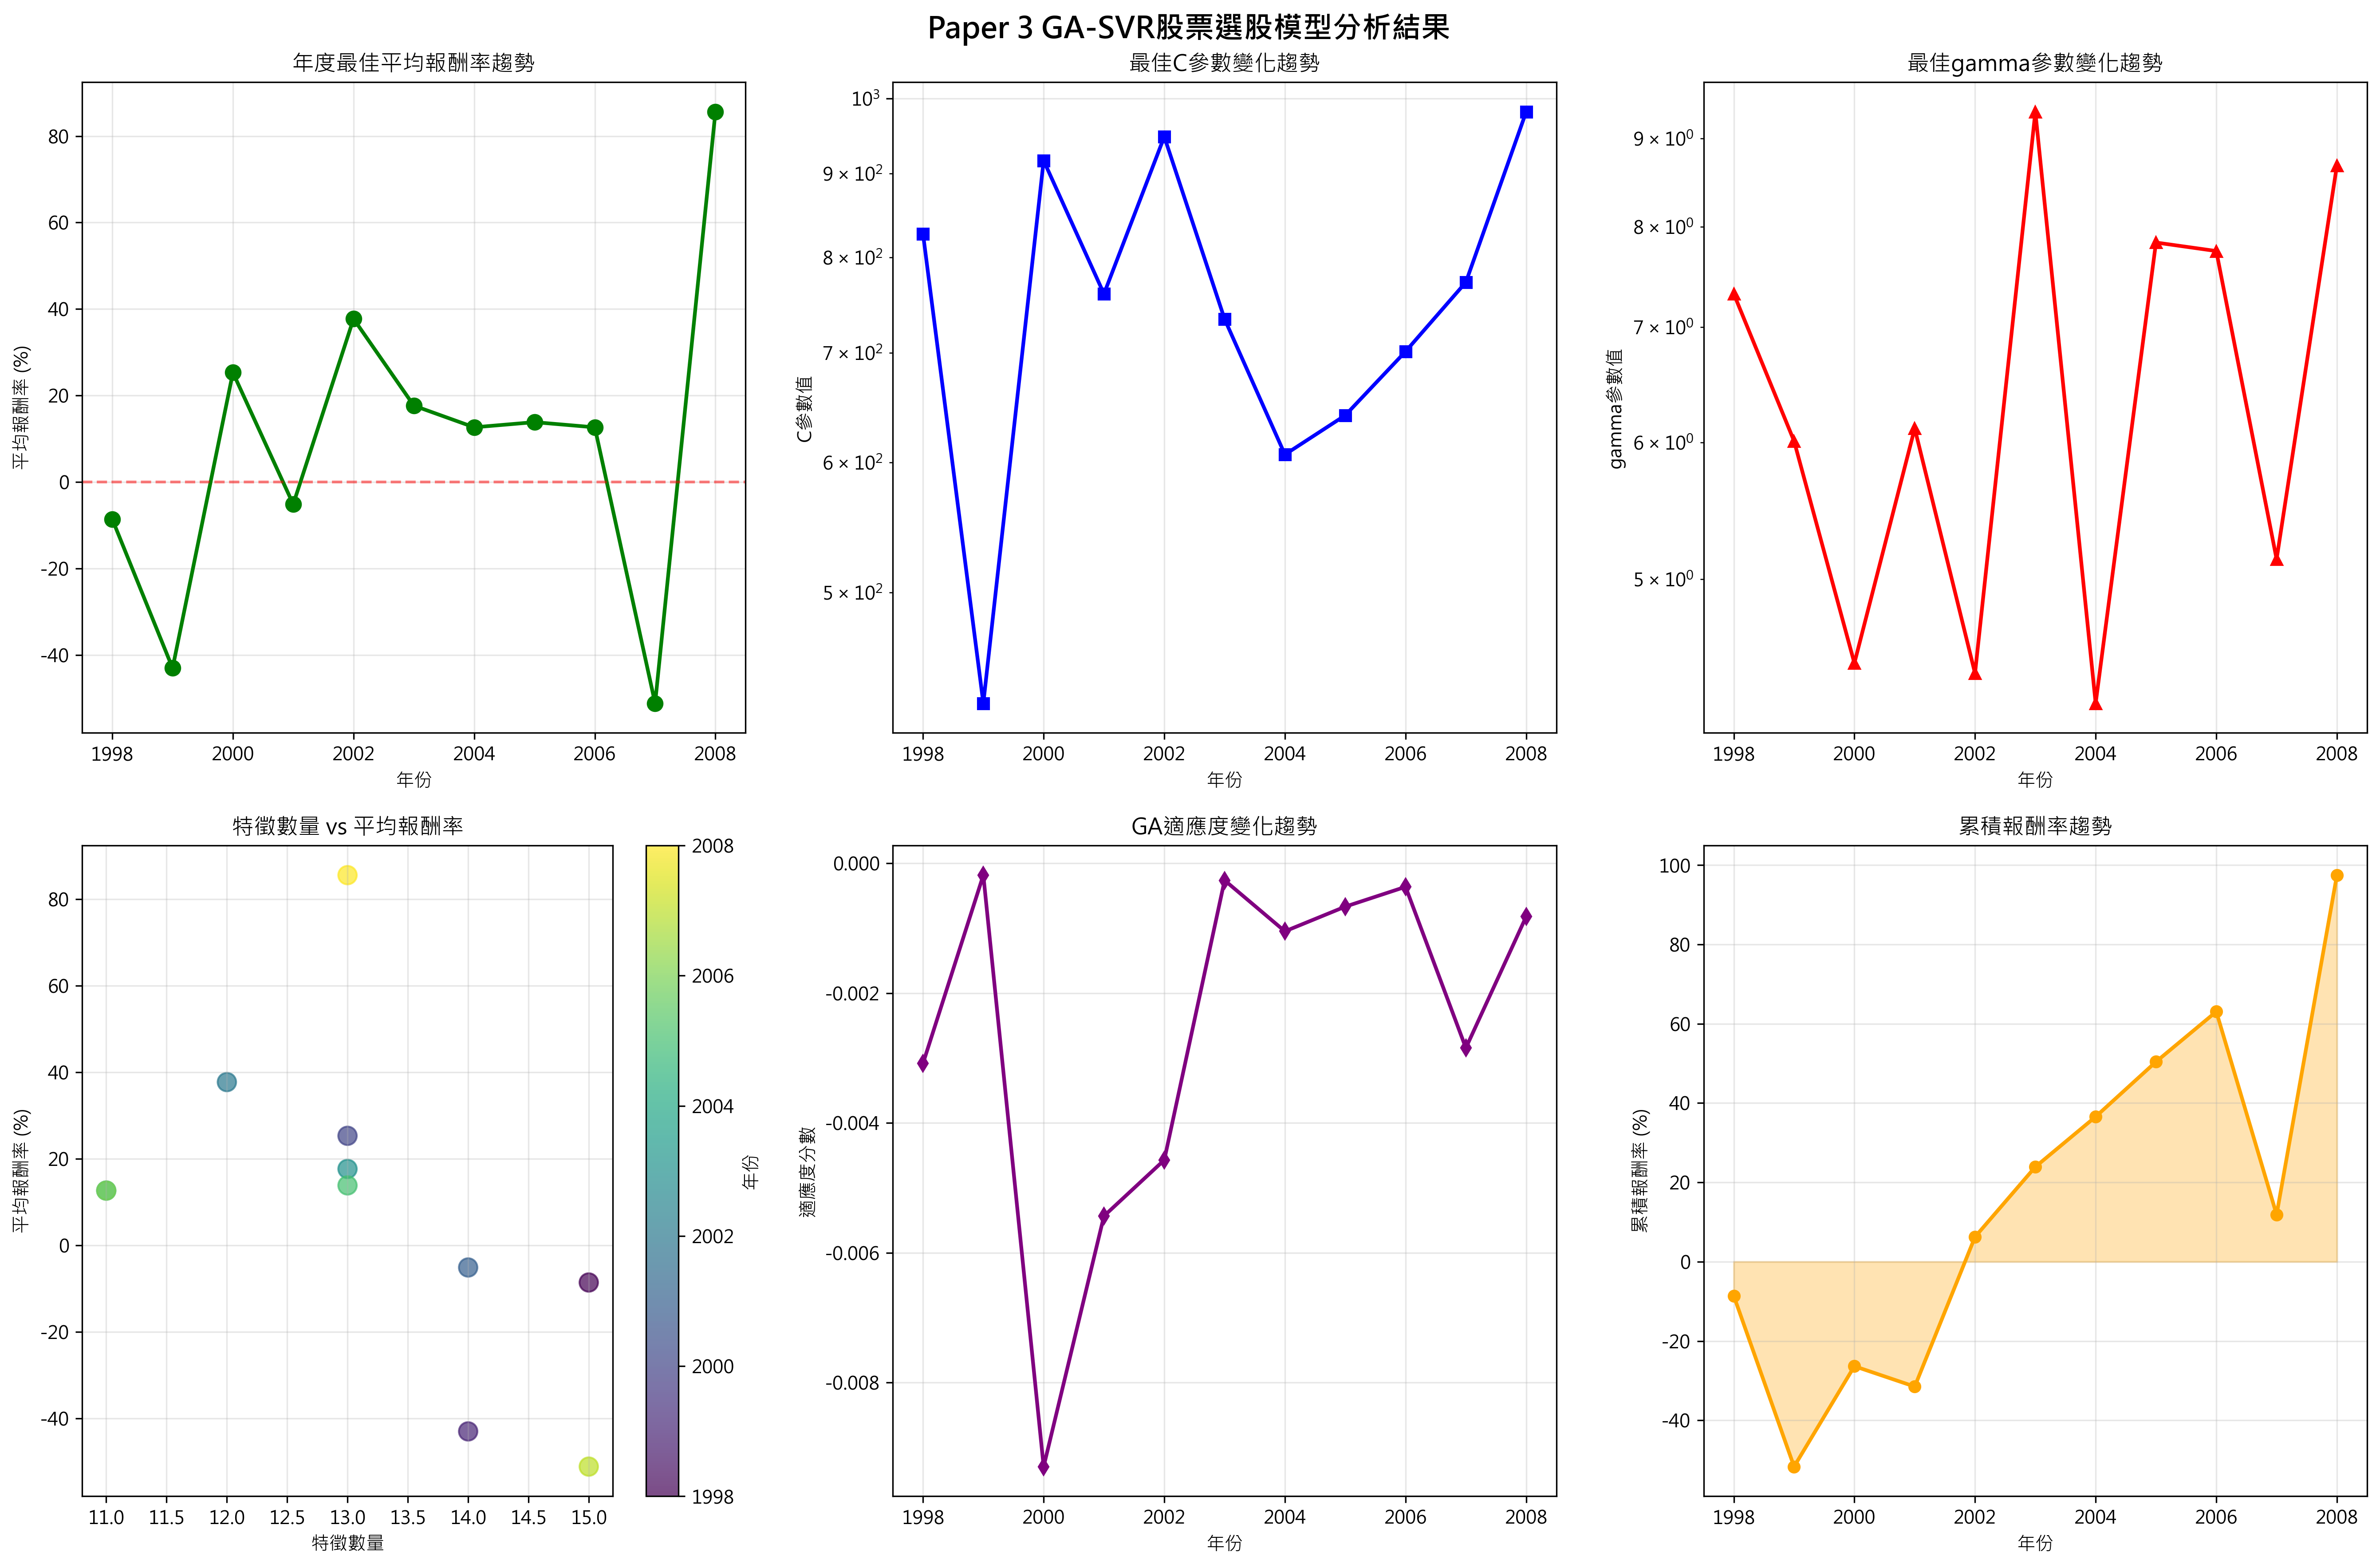 Paper 3 GA-SVR股票選股模型分析結果
年度最佳平均報酬率趨勢
平均報酬率 (%)
80
60
40
20
0
-20
-40
1998
2000
2002
2004
2006
2008
年份
最佳C參數變化趨勢
C參數值
10³
9 × 10²
8 × 10²
7 × 10²
6 × 10²
5 × 10²
1998
2000
2002
2004
2006
2008
年份
最佳gamma參數變化趨勢
gamma參數值
9 × 10⁰
8 × 10⁰
7 × 10⁰
6 × 10⁰
5 × 10⁰
1998
2000
2002
2004
2006
2008
年份
特徵數量 vs 平均報酬率
平均報酬率 (%)
80
60
40
20
0
-20
-40
11.0
11.5
12.0
12.5
13.0
13.5
14.0
14.5
15.0
特徵數量
2008
2006
2004
2002
2000
1998
年份
GA適應度變化趨勢
適應度分數
0.000
-0.002
-0.004
-0.006
-0.008
1998
2000
2002
2004
2006
2008
年份
累積報酬率趨勢
累積報酬率 (%)
100
80
60
40
20
0
-20
-40
1998
2000
2002
2004
2006
2008
年份